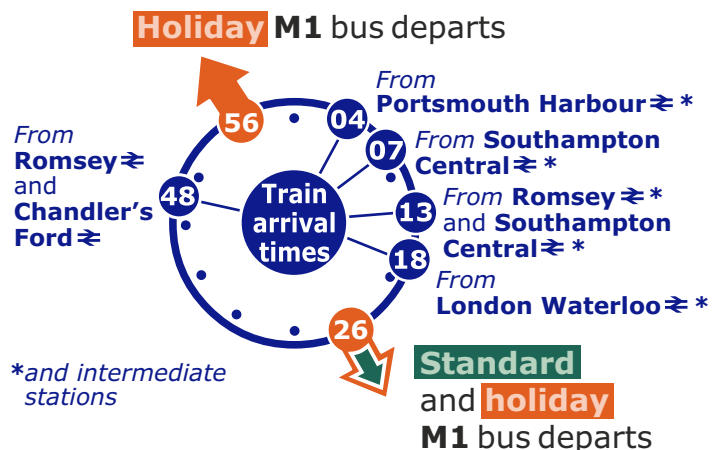 Holiday M1 bus departs
56
04
From
Portsmouth Harbour *
07
From Southampton
Central *
From
Romsey
and
Chandler's
Ford
48
Train
arrival
times
13
From Romsey *
and Southampton
Central *
18
From
London Waterloo *
26
*and intermediate
stations
Standard
and holiday
M1 bus departs